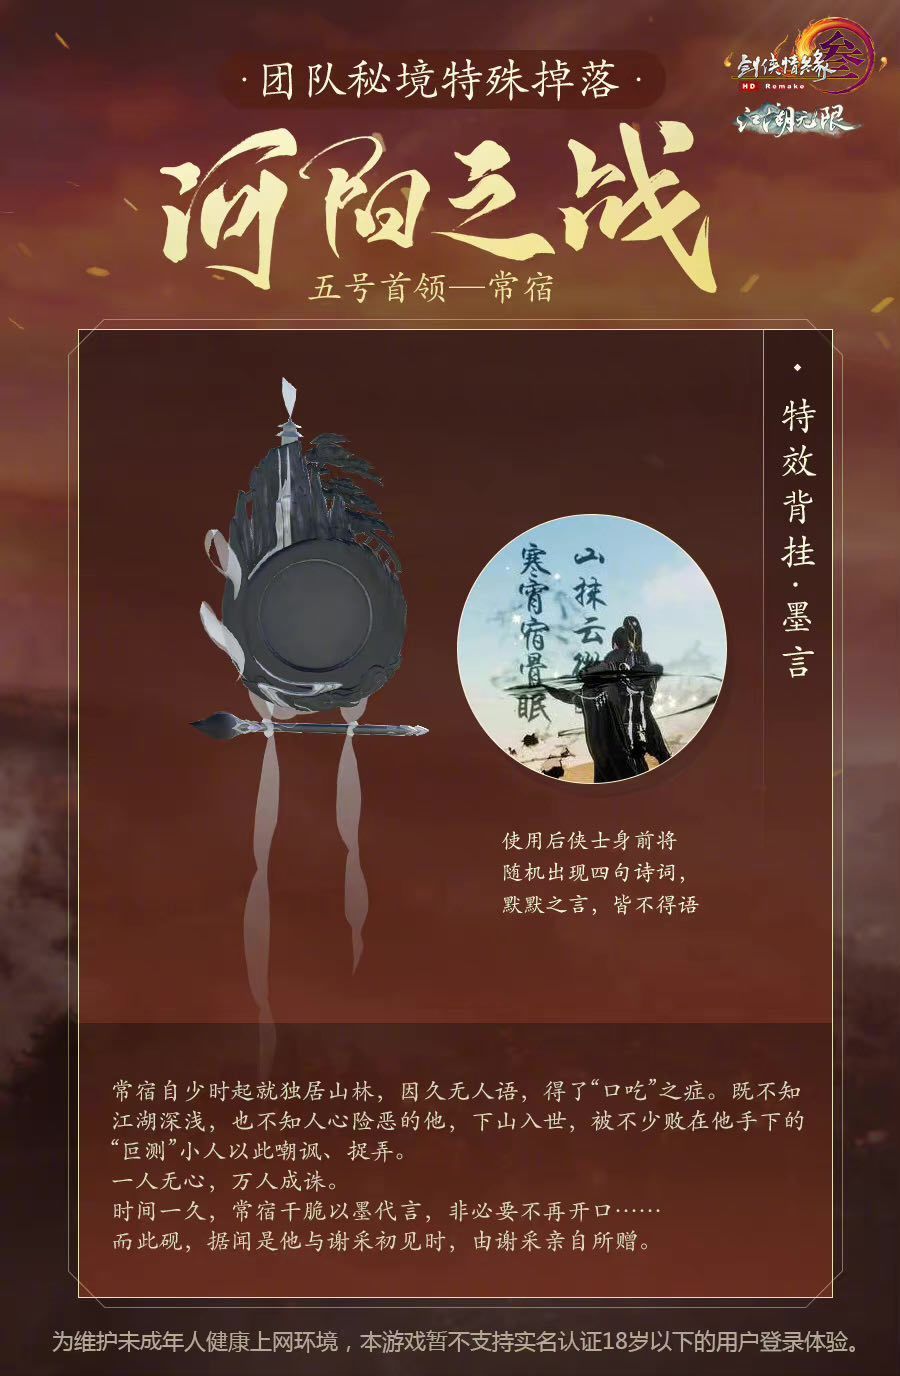 ·团队秘境特殊掉落·
剑侠情缘叁
HD Remake
江湖无限
河阳之战
五号首领—常宿
·特效背挂·墨言
山抹云
寒霄宿骨眠
使用后侠士身前将
随机出现四句诗词，
默默之言，皆不得语
常宿自少时起就独居山林，因久无人语，得了“口吃”之症。既不知
江湖深浅，也不知人心险恶的他，下山入世，被不少败在他手下的
“叵测”小人以此嘲讽、捉弄。
一人无心，万人成诛。
时间一久，常宿干脆以墨代言，非必要不再开口……
而此砚，据闻是他与谢采初见时，由谢采亲自所赠。
为维护未成年人健康上网环境，本游戏暂不支持实名认证18岁以下的用户登录体验。